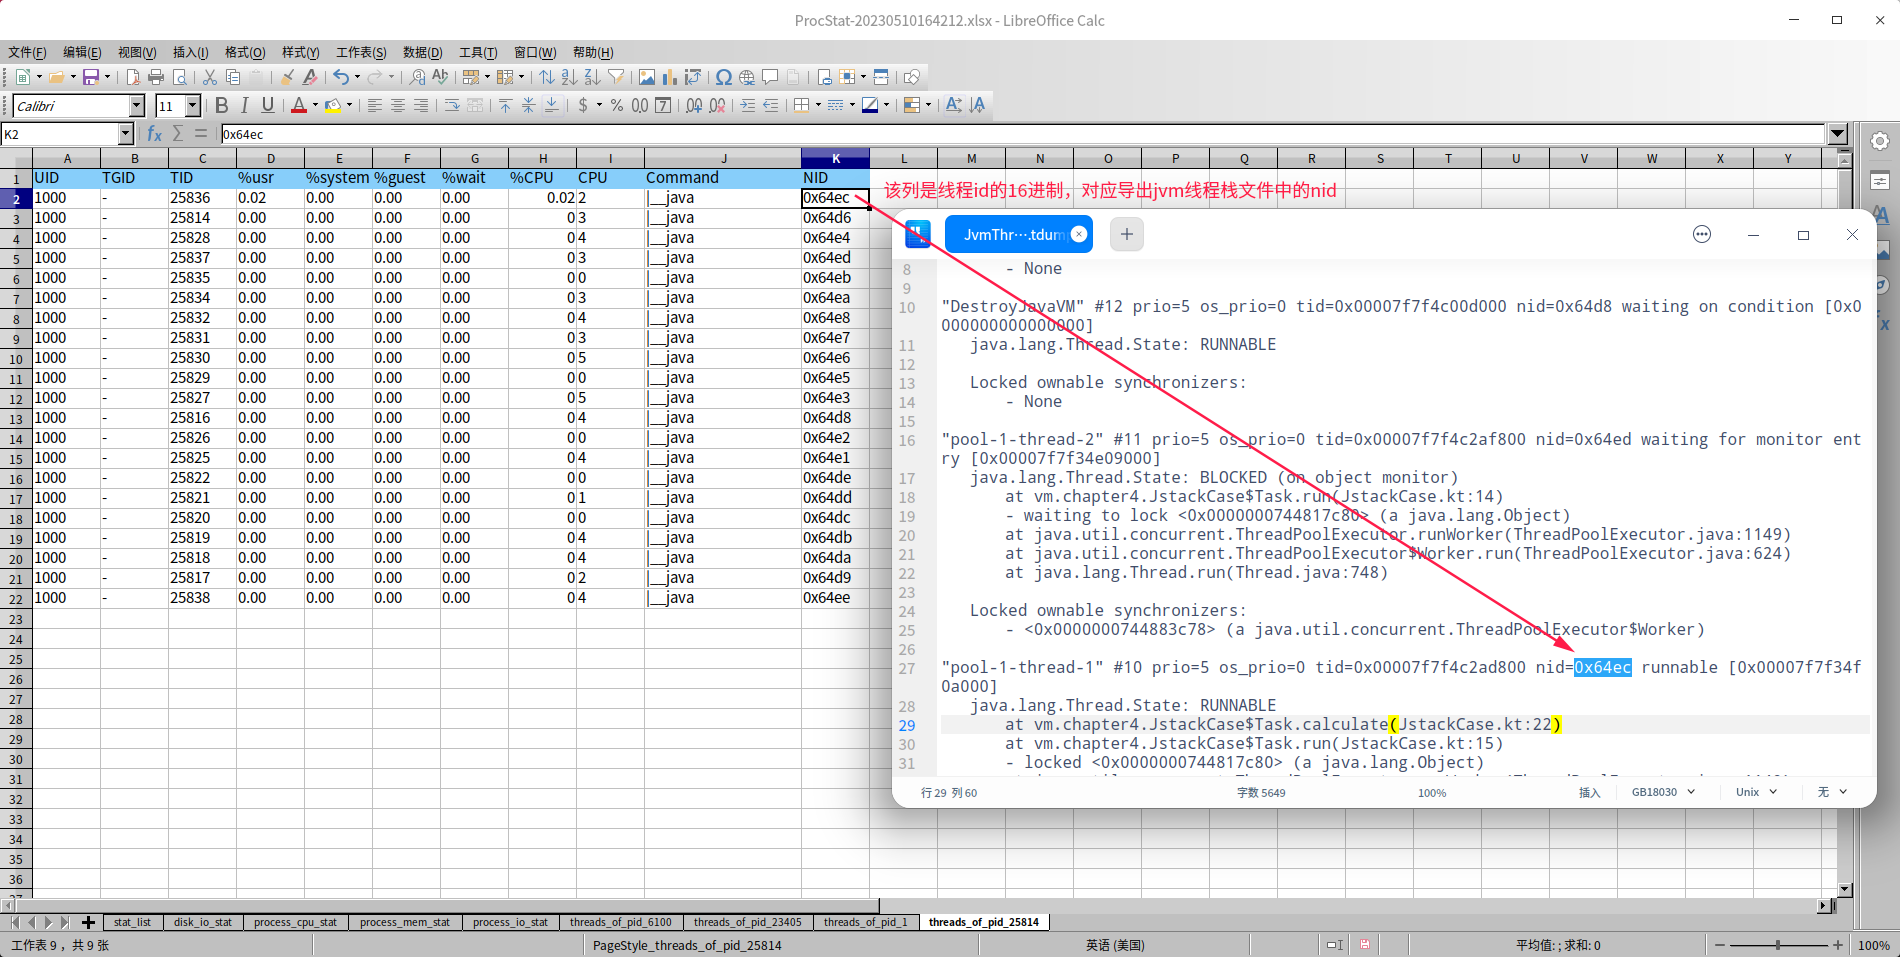 ProcStat-20230510164212.xlsx - LibreOffice Calc
文件(F) 编辑(E) 视图(V) 插入(I) 格式(O) 样式(Y) 工作表(S) 数据(D) 工具(T) 窗口(W) 帮助(H)
Calibri 11
K2 0x64ec
A B C D E F G H I J K L M N O P Q R S T U V W X Y
1 UID TGID TID %usr %system %guest %wait %CPU CPU Command NID
2 1000 - 25836 0.02 0.00 0.00 0.00 0.02 2 |__java 0x64ec
3 1000 - 25814 0.00 0.00 0.00 0.00 0 3 |__java 0x64d6
4 1000 - 25828 0.00 0.00 0.00 0.00 0 4 |__java 0x64e4
5 1000 - 25837 0.00 0.00 0.00 0.00 0 3 |__java 0x64ed
6 1000 - 25835 0.00 0.00 0.00 0.00 0 0 |__java 0x64eb
7 1000 - 25834 0.00 0.00 0.00 0.00 0 3 |__java 0x64ea
8 1000 - 25832 0.00 0.00 0.00 0.00 0 4 |__java 0x64e8
9 1000 - 25831 0.00 0.00 0.00 0.00 0 3 |__java 0x64e7
10 1000 - 25830 0.00 0.00 0.00 0.00 0 5 |__java 0x64e6
11 1000 - 25829 0.00 0.00 0.00 0.00 0 0 |__java 0x64e5
12 1000 - 25827 0.00 0.00 0.00 0.00 0 5 |__java 0x64e3
13 1000 - 25816 0.00 0.00 0.00 0.00 0 4 |__java 0x64d8
14 1000 - 25826 0.00 0.00 0.00 0.00 0 0 |__java 0x64e2
15 1000 - 25825 0.00 0.00 0.00 0.00 0 4 |__java 0x64e1
16 1000 - 25822 0.00 0.00 0.00 0.00 0 0 |__java 0x64de
17 1000 - 25821 0.00 0.00 0.00 0.00 0 1 |__java 0x64dd
18 1000 - 25820 0.00 0.00 0.00 0.00 0 0 |__java 0x64dc
19 1000 - 25819 0.00 0.00 0.00 0.00 0 4 |__java 0x64db
20 1000 - 25818 0.00 0.00 0.00 0.00 0 4 |__java 0x64da
21 1000 - 25817 0.00 0.00 0.00 0.00 0 2 |__java 0x64d9
22 1000 - 25838 0.00 0.00 0.00 0.00 0 4 |__java 0x64ee
23
24
25
26
27
28
29
30
31
32
33
34
35
36
该列是线程id的16进制，对应导出jvm线程栈文件中的nid
JvmThr···.tdum
8 - None
9
10 "DestroyJavaVM" #12 prio=5 os_prio=0 tid=0x00007f7f4c00d000 nid=0x64d8 waiting on condition [0x0
000000000000000]
11 java.lang.Thread.State: RUNNABLE
12
13 Locked ownable synchronizers:
14 - None
15
16 "pool-1-thread-2" #11 prio=5 os_prio=0 tid=0x00007f7f4c2af800 nid=0x64ed waiting for monitor ent
ry [0x00007f7f34e09000]
17 java.lang.Thread.State: BLOCKED (on object monitor)
18 at vm.chapter4.JstackCase$Task.run(JstackCase.kt:14)
19 - waiting to lock <0x0000000744817c80> (a java.lang.Object)
20 at java.util.concurrent.ThreadPoolExecutor.runWorker(ThreadPoolExecutor.java:1149)
21 at java.util.concurrent.ThreadPoolExecutor$Worker.run(ThreadPoolExecutor.java:624)
22 at java.lang.Thread.run(Thread.java:748)
23
24 Locked ownable synchronizers:
25 - <0x0000000744883c78> (a java.util.concurrent.ThreadPoolExecutor$Worker)
26
27 "pool-1-thread-1" #10 prio=5 os_prio=0 tid=0x00007f7f4c2ad800 nid=0x64ec runnable [0x00007f7f34f
0a000]
28 java.lang.Thread.State: RUNNABLE
29 at vm.chapter4.JstackCase$Task.calculate(JstackCase.kt:22)
30 at vm.chapter4.JstackCase$Task.run(JstackCase.kt:15)
31 - locked <0x0000000744817c80> (a java.lang.Object)
行 29 列 60 字数 5649 100% 插入 GB18030 Unix 无
stat_list disk_io_stat process_cpu_stat process_mem_stat process_io_stat threads_of_pid_6100 threads_of_pid_23405 threads_of_pid_1 threads_of_pid_25814
工作表 9 ，共 9 张 PageStyle_threads_of_pid_25814 英语 (美国) 平均值: ; 求和: 0 100%